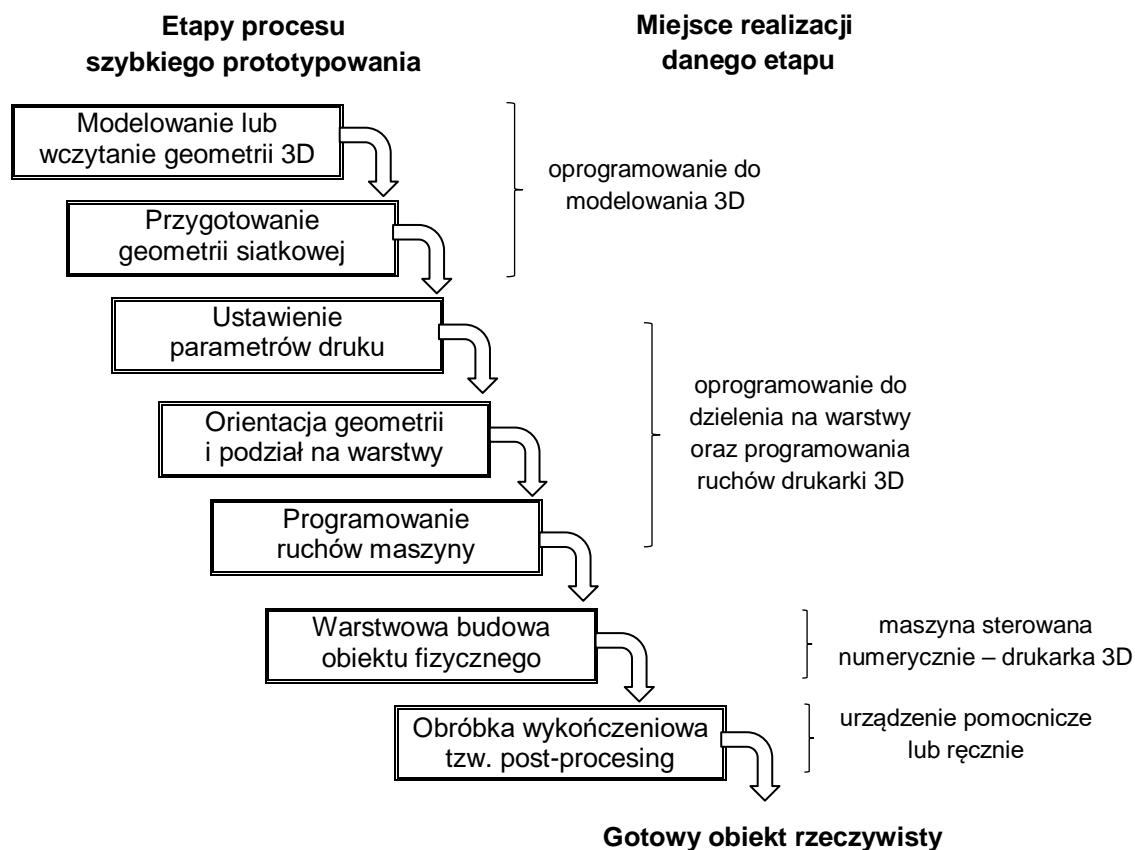 Etapy procesu
szybkiego prototypowania
Miejsce realizacji
danego etapu
Modelowanie lub
wczytanie geometrii 3D
Przygotowanie
geometrii siatkowej
oprogramowanie do
modelowania 3D
Ustawienie
parametrów druku
Orientacja geometrii
i podział na warstwy
Programowanie
ruchów maszyny
oprogramowanie do
dzielenia na warstwy
oraz programowania
ruchów drukarki 3D
Warstwowa budowa
obiektu fizycznego
maszyna sterowana
numerycznie – drukarka 3D
Obróbka wykończeniowa
tzw. post-procesing
urządzenie pomocnicze
lub ręcznie
Gotowy obiekt rzeczywisty